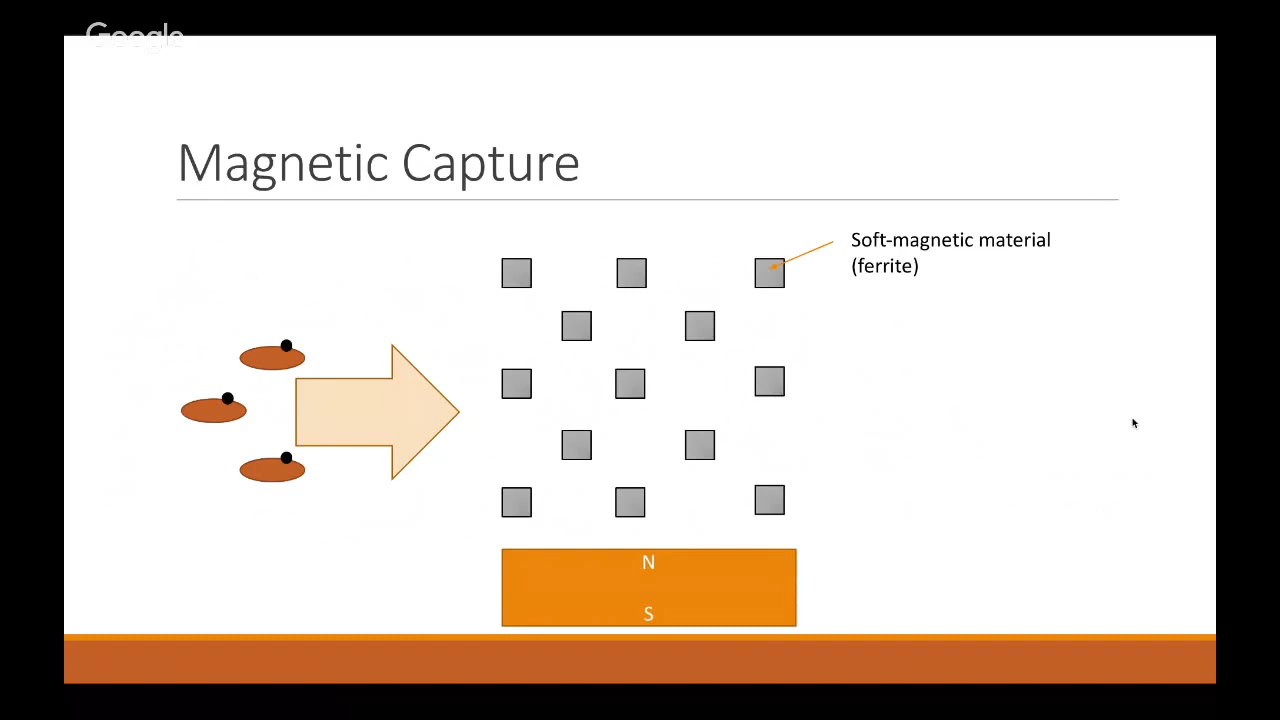 Google
Magnetic Capture
Soft-magnetic material
(ferrite)
N
S